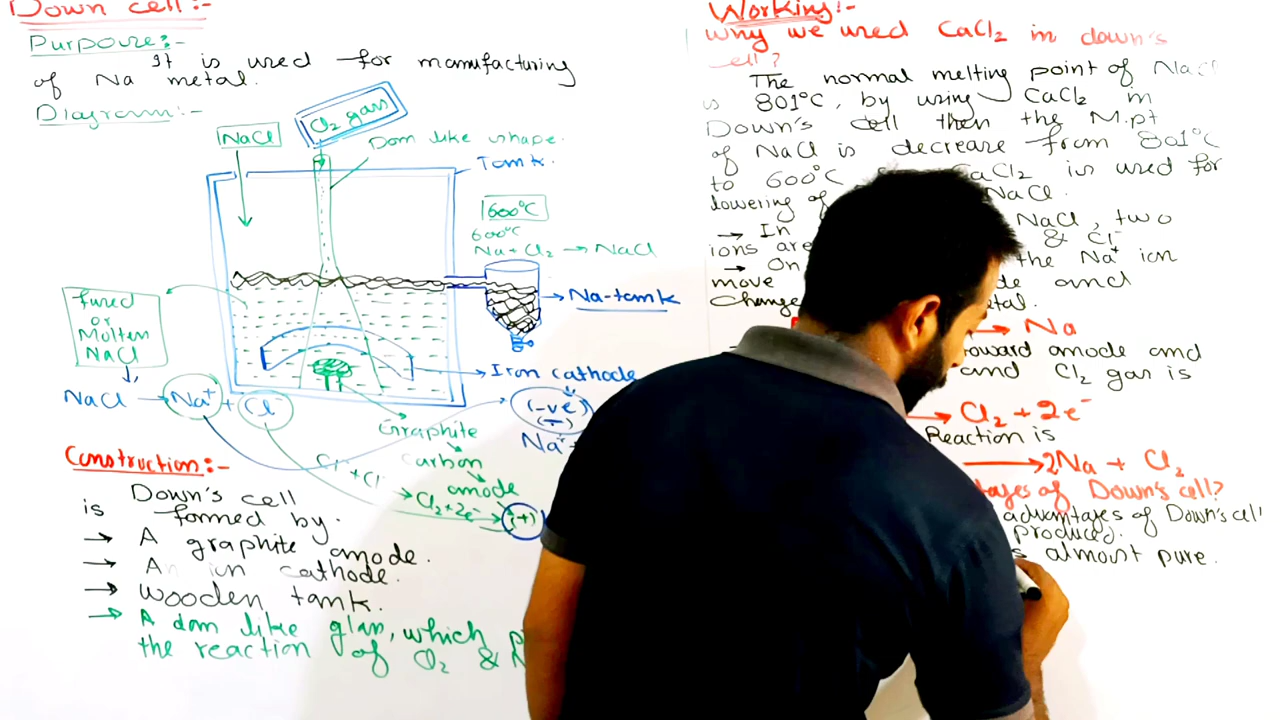 Down cell:-
Purpouse:-
It is used for manufacturing
of Na metal.
Diagram:-
NaCl
Cl2 gas
Dom like shape.
Tank.
600°C
600°C
Na+Cl2 → NaCl
fused
or
Molten
NaCl
→ Na-tank
NaCl → Na+ + Cl-
→ Iron cathode
(-ve)
(-)
Na+
Graphite
Carbon
anode
(+)
Cl- + Cl-
→ Cl2+2e-
Construction:-
Down's cell
is formed by.
→ A graphite anode.
→ An iron cathode.
→ wooden tank.
→ A dom like glass, which
the reaction of Cl2 &
Working:-
why we used CaCl2 in down's
cell?
The normal melting point of NaCl
is 801°C, by using CaCl2 in
Down's cell then the M.pt
of NaCl is decrease from 801°C
to 600°C CaCl2 is used for
lowering of NaCl.
→ In NaCl, two
ions are & Cl-
→ On the Na+ ion
move and
Change
→ Na
toward anode and
and Cl2 gas is
→ Cl2 + 2e-
Reaction is
→ 2Na + Cl2
of Down's cell?
advantages of Down's cell
produced.
almost pure.